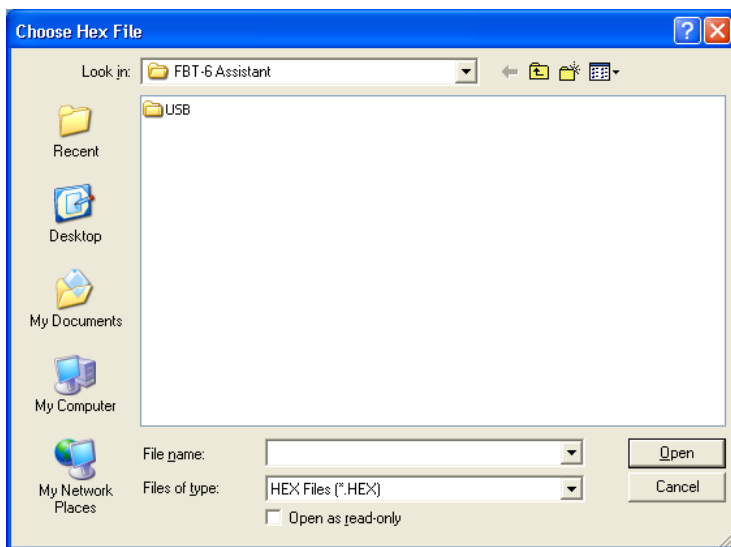 Choose Hex File
Look in: FBT-6 Assistant
USB
Recent
Desktop
My Documents
My Computer
My Network
Places
File name: Open
Files of type: HEX Files (*.HEX) Cancel
Open as read-only